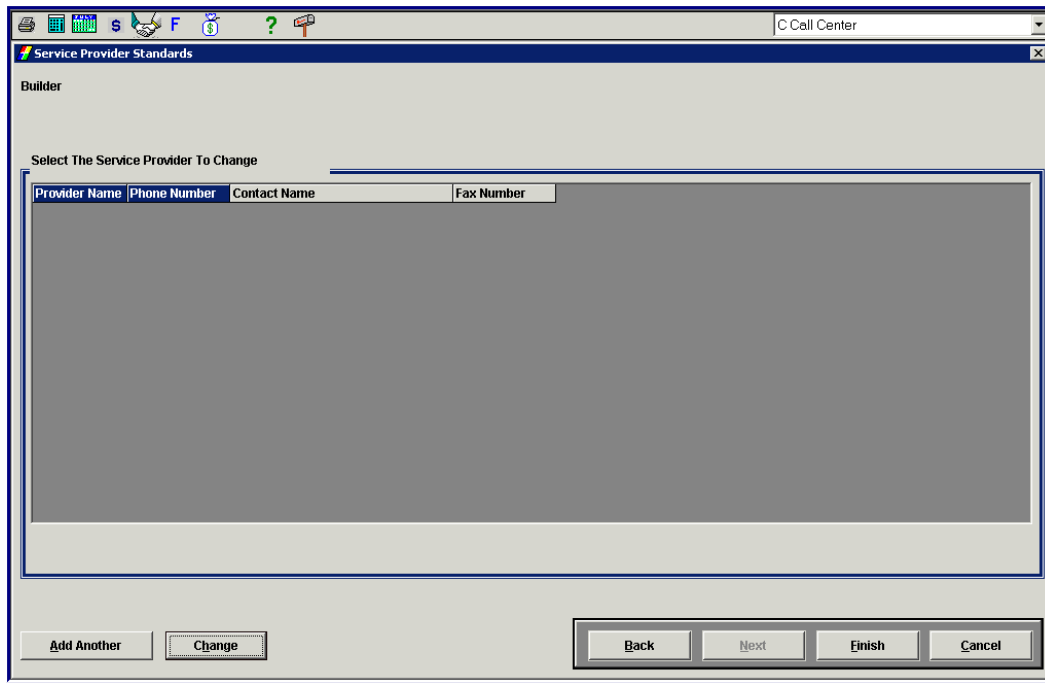 S F $ ? C Call Center
Service Provider Standards
Builder
Select The Service Provider To Change
Provider Name Phone Number Contact Name Fax Number
Add Another Change Back Next Finish Cancel